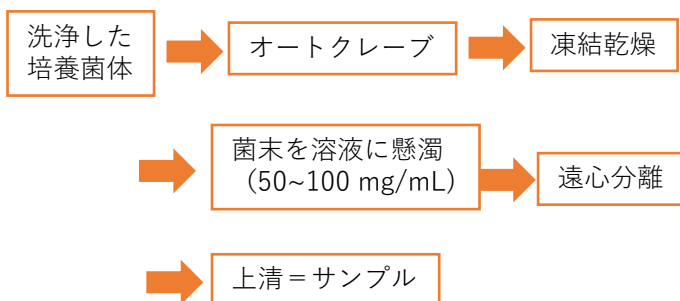 洗浄した
培養菌体
オートクレーブ
凍結乾燥
菌末を溶液に懸濁
（50~100 mg/mL)
遠心分離
上清＝サンプル